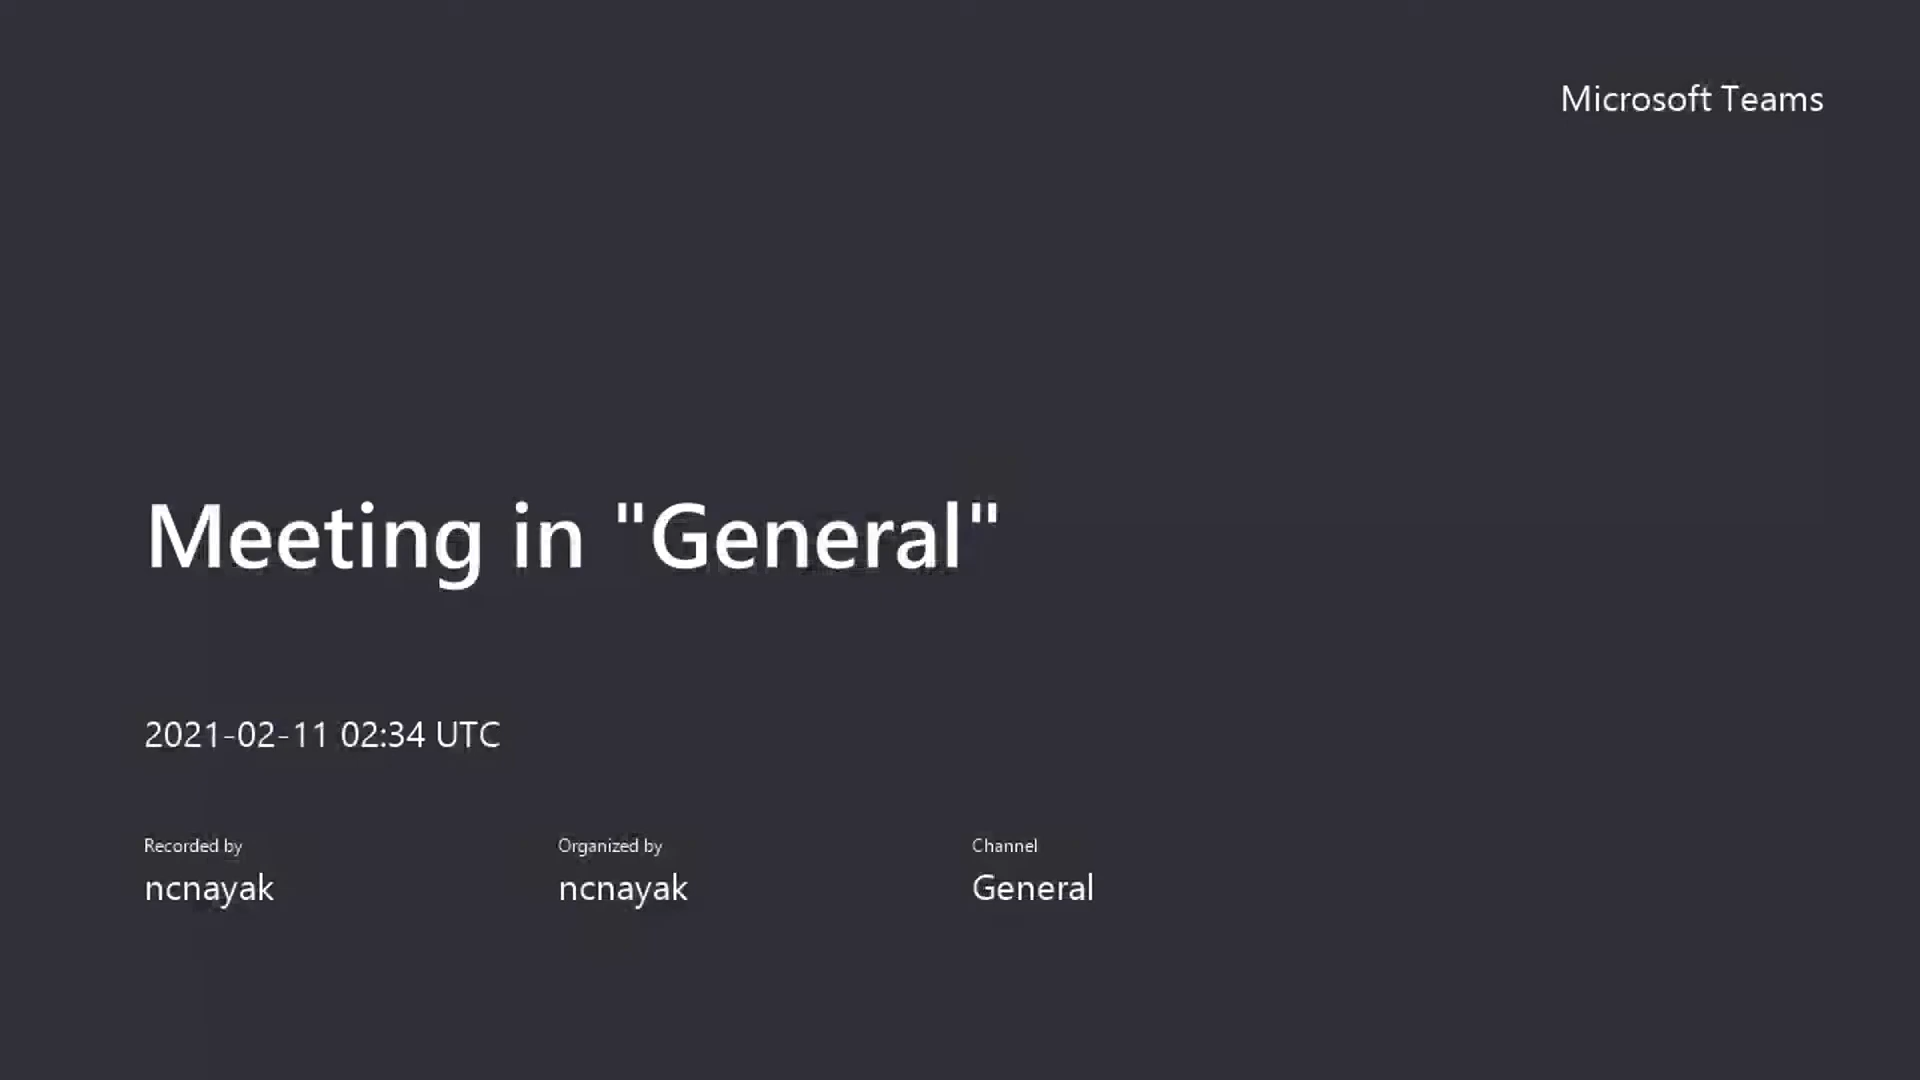 Microsoft Teams
Meeting in "General"
2021-02-11 02:34 UTC
Recorded by
ncnayak
Organized by
ncnayak
Channel
General